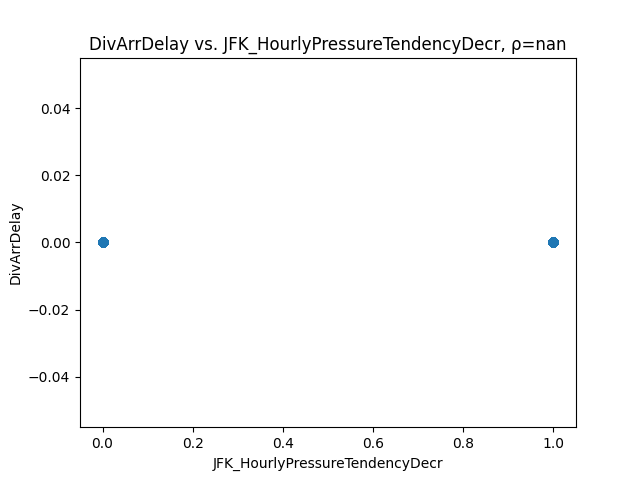 DivArrDelay vs. JFK_HourlyPressureTendencyDecr, ρ=nan
DivArrDelay
0.04
0.02
0.00
−0.02
−0.04
0.0 0.2 0.4 0.6 0.8 1.0
JFK_HourlyPressureTendencyDecr